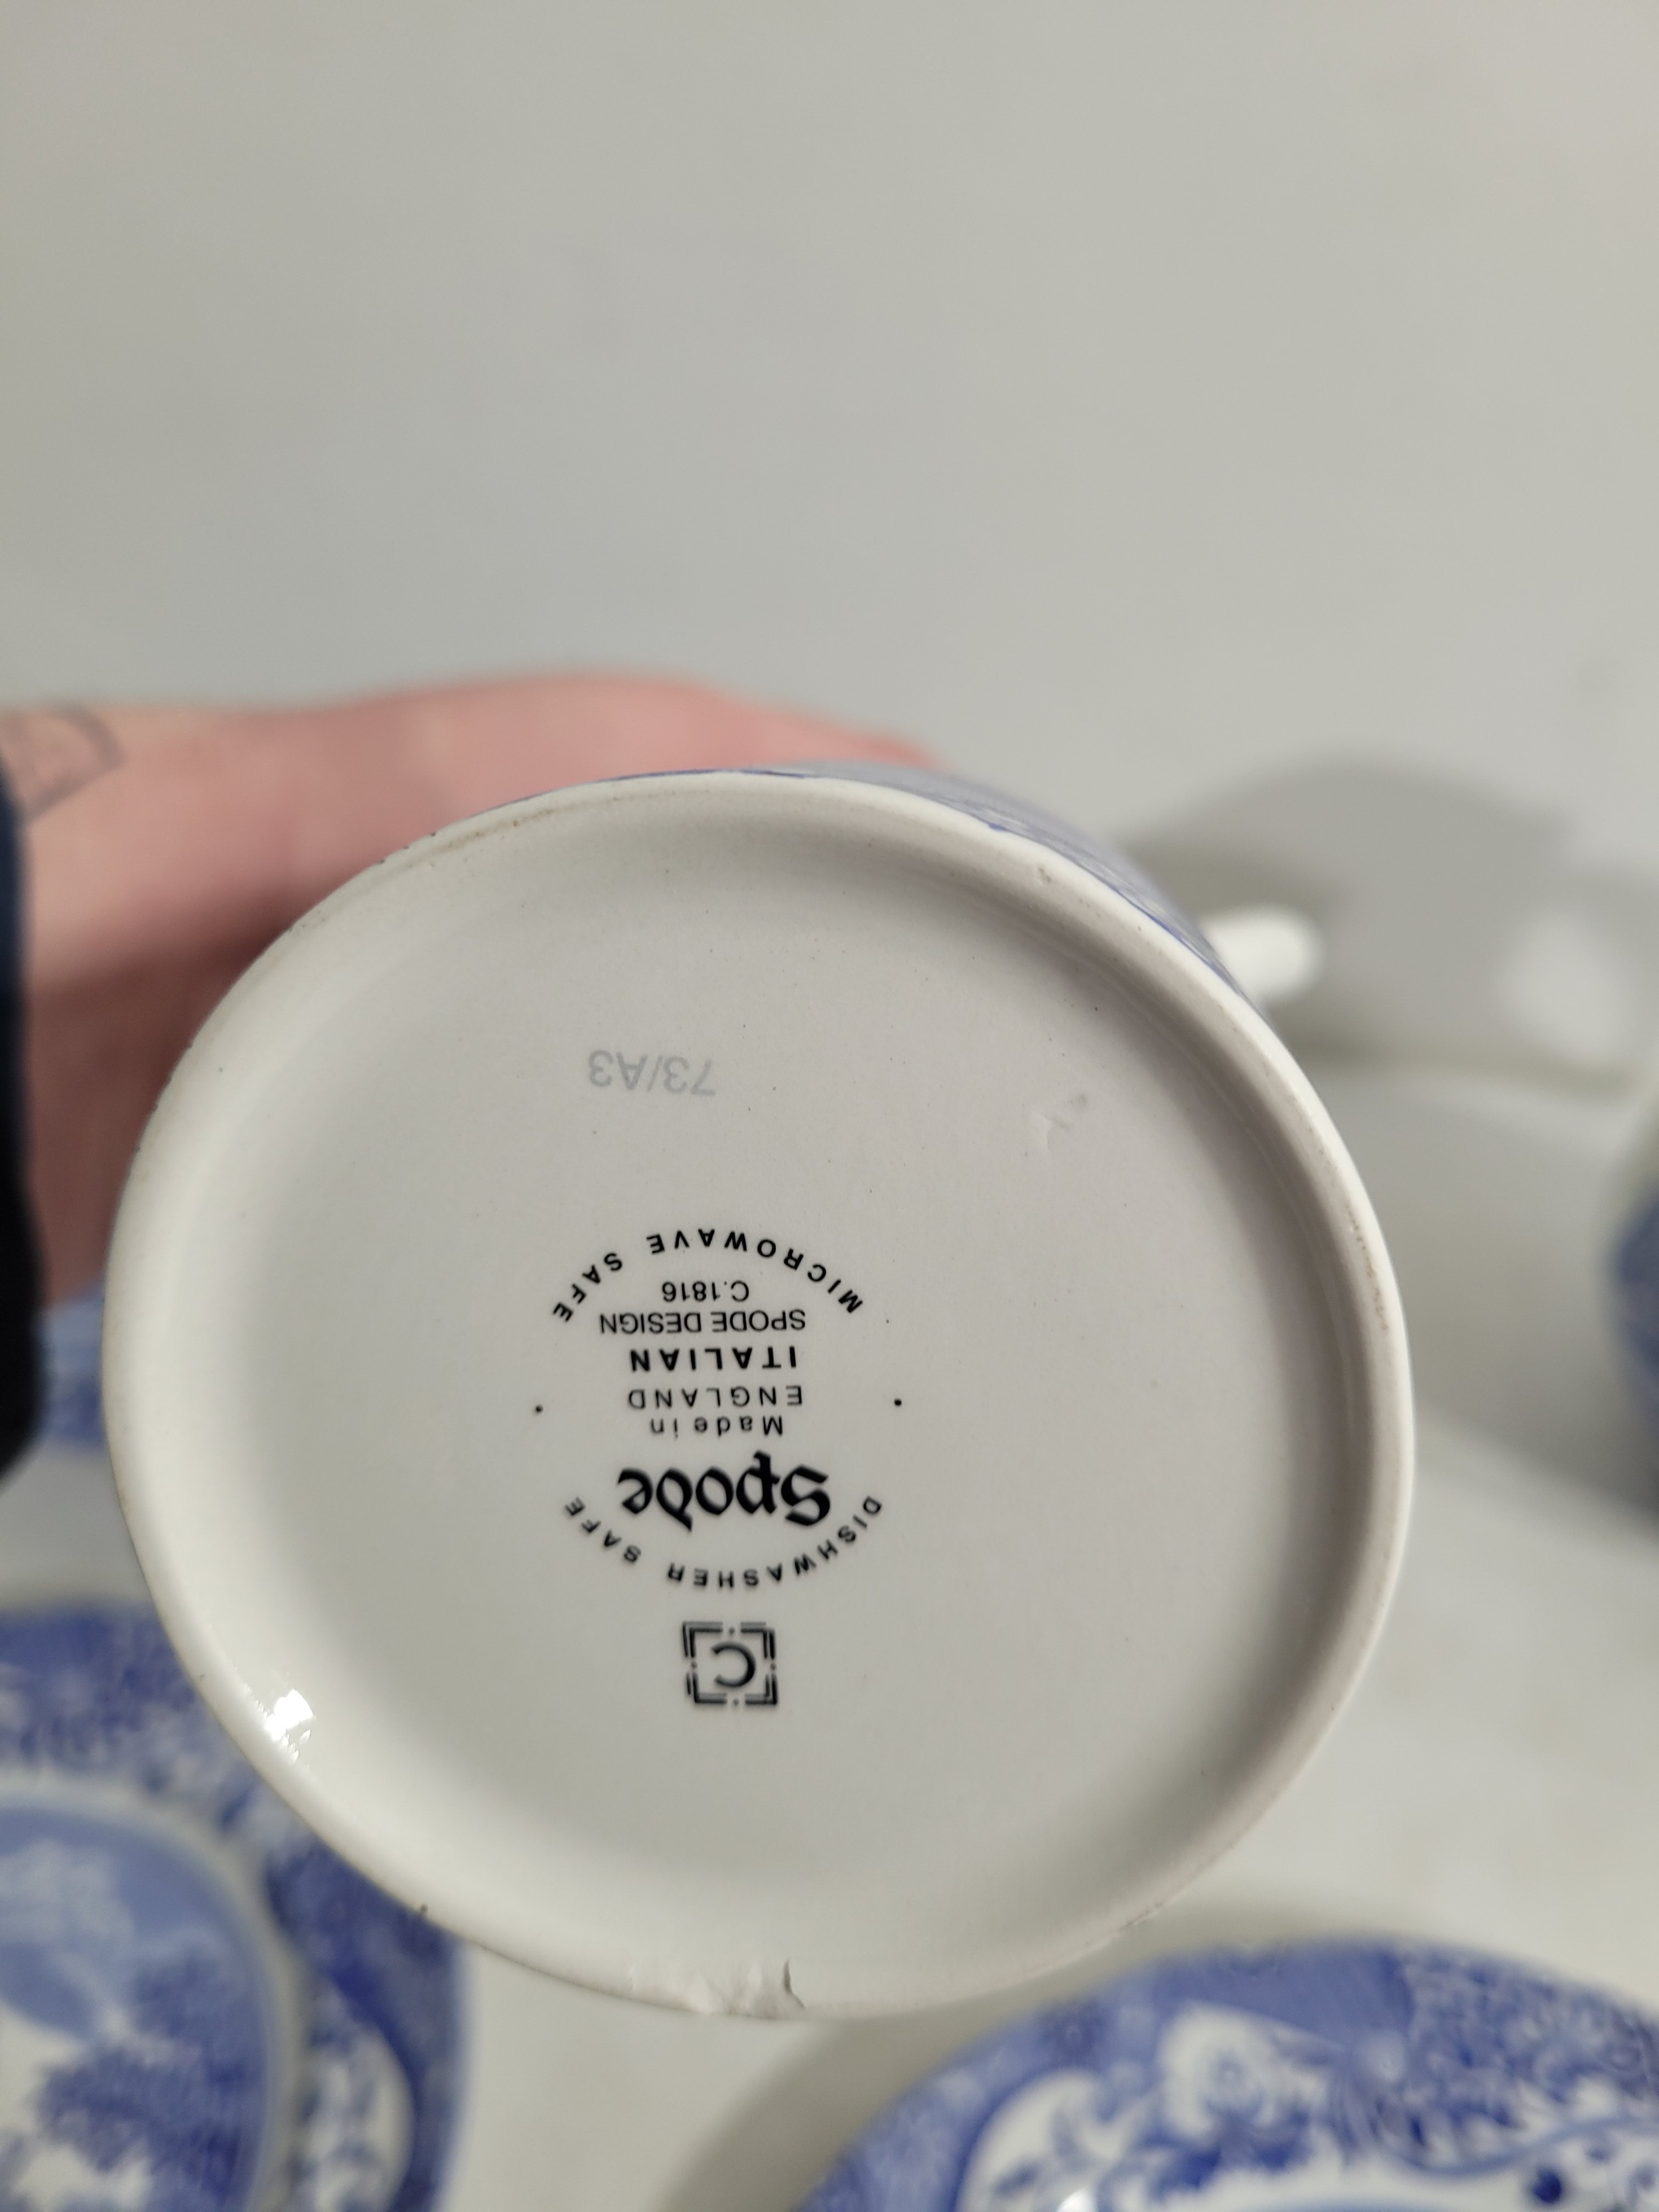 C
DISHWASHER SAFE
Spode
Made in
ENGLAND
ITALIAN
SPODE DESIGN
C.1816
MICROWAVE SAFE
73/A3